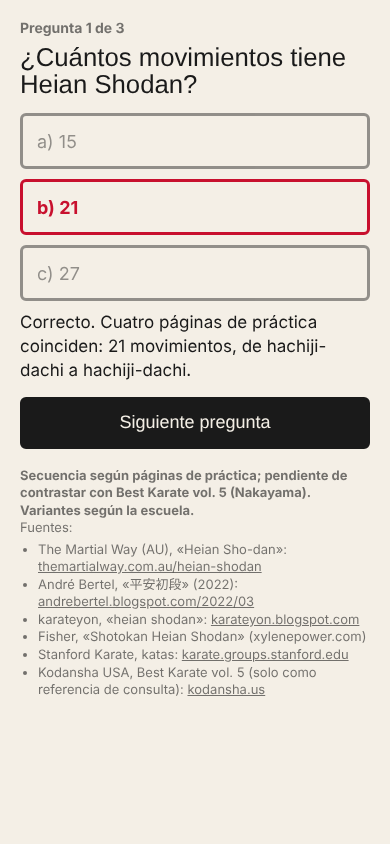 Pregunta 1 de 3
¿Cuántos movimientos tiene
Heian Shodan?
a) 15
b) 21
c) 27
Correcto. Cuatro páginas de práctica
coinciden: 21 movimientos, de hachiji-
dachi a hachiji-dachi.
Siguiente pregunta
Secuencia según páginas de práctica; pendiente de
contrastar con Best Karate vol. 5 (Nakayama).
Variantes según la escuela.
Fuentes:
• The Martial Way (AU), «Heian Sho-dan»:
themartialway.com.au/heian-shodan
• André Bertel, «平安初段» (2022):
andrebertel.blogspot.com/2022/03
• karateyon, «heian shodan»: karateyon.blogspot.com
• Fisher, «Shotokan Heian Shodan» (xylenepower.com)
• Stanford Karate, katas: karate.groups.stanford.edu
• Kodansha USA, Best Karate vol. 5 (solo como
referencia de consulta): kodansha.us